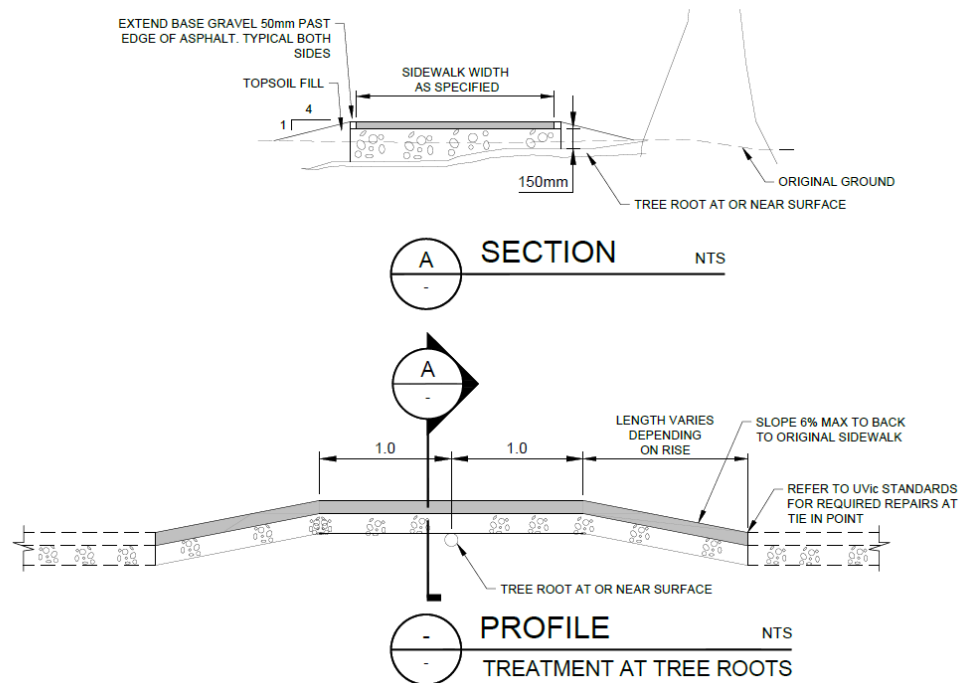 EXTEND BASE GRAVEL 50mm PAST
EDGE OF ASPHALT. TYPICAL BOTH
SIDES
TOPSOIL FILL
SIDEWALK WIDTH
AS SPECIFIED
4
1
150mm
ORIGINAL GROUND
TREE ROOT AT OR NEAR SURFACE
A
-
SECTION
NTS
A
-
LENGTH VARIES
DEPENDING
ON RISE
SLOPE 6% MAX TO BACK
TO ORIGINAL SIDEWALK
1.0
1.0
REFER TO UVic STANDARDS
FOR REQUIRED REPAIRS AT
TIE IN POINT
TREE ROOT AT OR NEAR SURFACE
-
-
PROFILE
NTS
TREATMENT AT TREE ROOTS